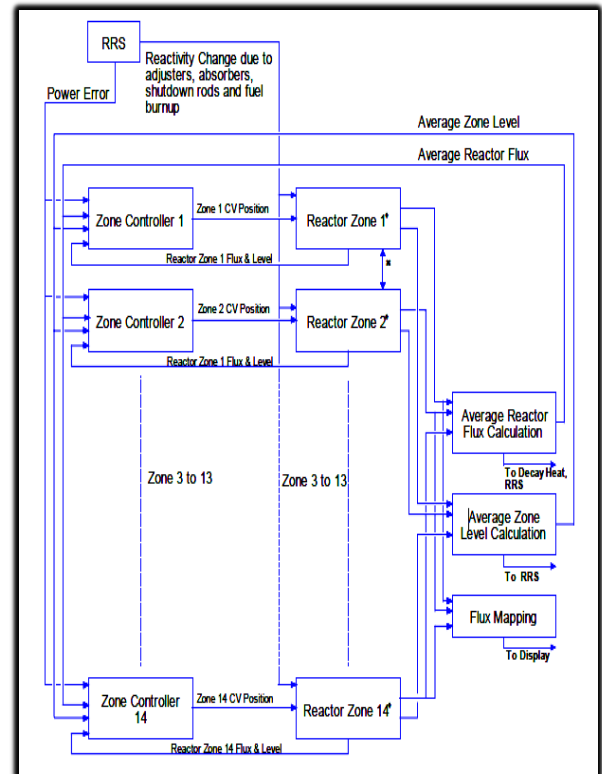 RRS
Reactivity Change due to
adjusters, absorbers,
shutdown rods and fuel
burnup
Power Error
Average Zone Level
Average Reactor Flux
Zone Controller 1
Zone 1 CV Position
Reactor Zone 1*
Reactor Zone 1 Flux & Level
*
Zone Controller 2
Zone 2 CV Position
Reactor Zone 2*
Reactor Zone 1 Flux & Level
Average Reactor
Flux Calculation
To Decay Heat,
RRS
Zone 3 to 13
Zone 3 to 13
Average Zone
Level Calculation
To RRS
Flux Mapping
To Display
Zone Controller
14
Zone 14 CV Position
Reactor Zone 14*
Reactor Zone 14 Flux & Level